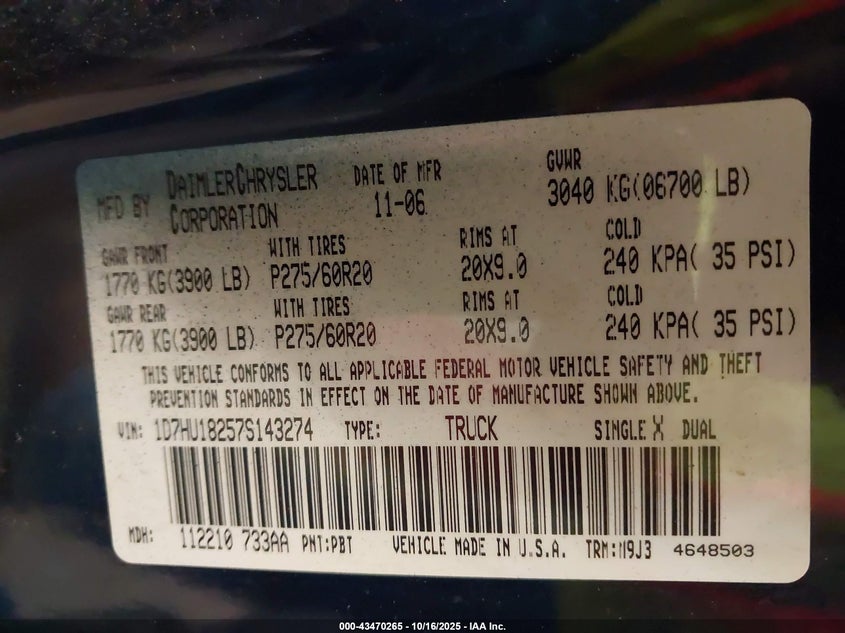 MFD BY DAIMLERCHRYSLER CORPORATION DATE OF MFR 11-06 GVWR 3040 KG(06700 LB)
GAWR FRONT WITH TIRES RIMS AT COLD
1770 KG(3900 LB) P275/60R20 20X9.0 240 KPA( 35 PSI)
GAWR REAR WITH TIRES RIMS AT COLD
1770 KG(3900 LB) P275/60R20 20X9.0 240 KPA( 35 PSI)
THIS VEHICLE CONFORMS TO ALL APPLICABLE FEDERAL MOTOR VEHICLE SAFETY AND THEFT
PREVENTION STANDARDS IN EFFECT ON THE DATE OF MANUFACTURE SHOWN ABOVE.
VIN: 1D7HU18257S143274 TYPE: TRUCK SINGLE X DUAL
MDH: 112210 733AA PNT:PBT VEHICLE MADE IN U.S.A. TRM:M9J3 4648503
000-43470265 - 10/16/2025 - IAA Inc.